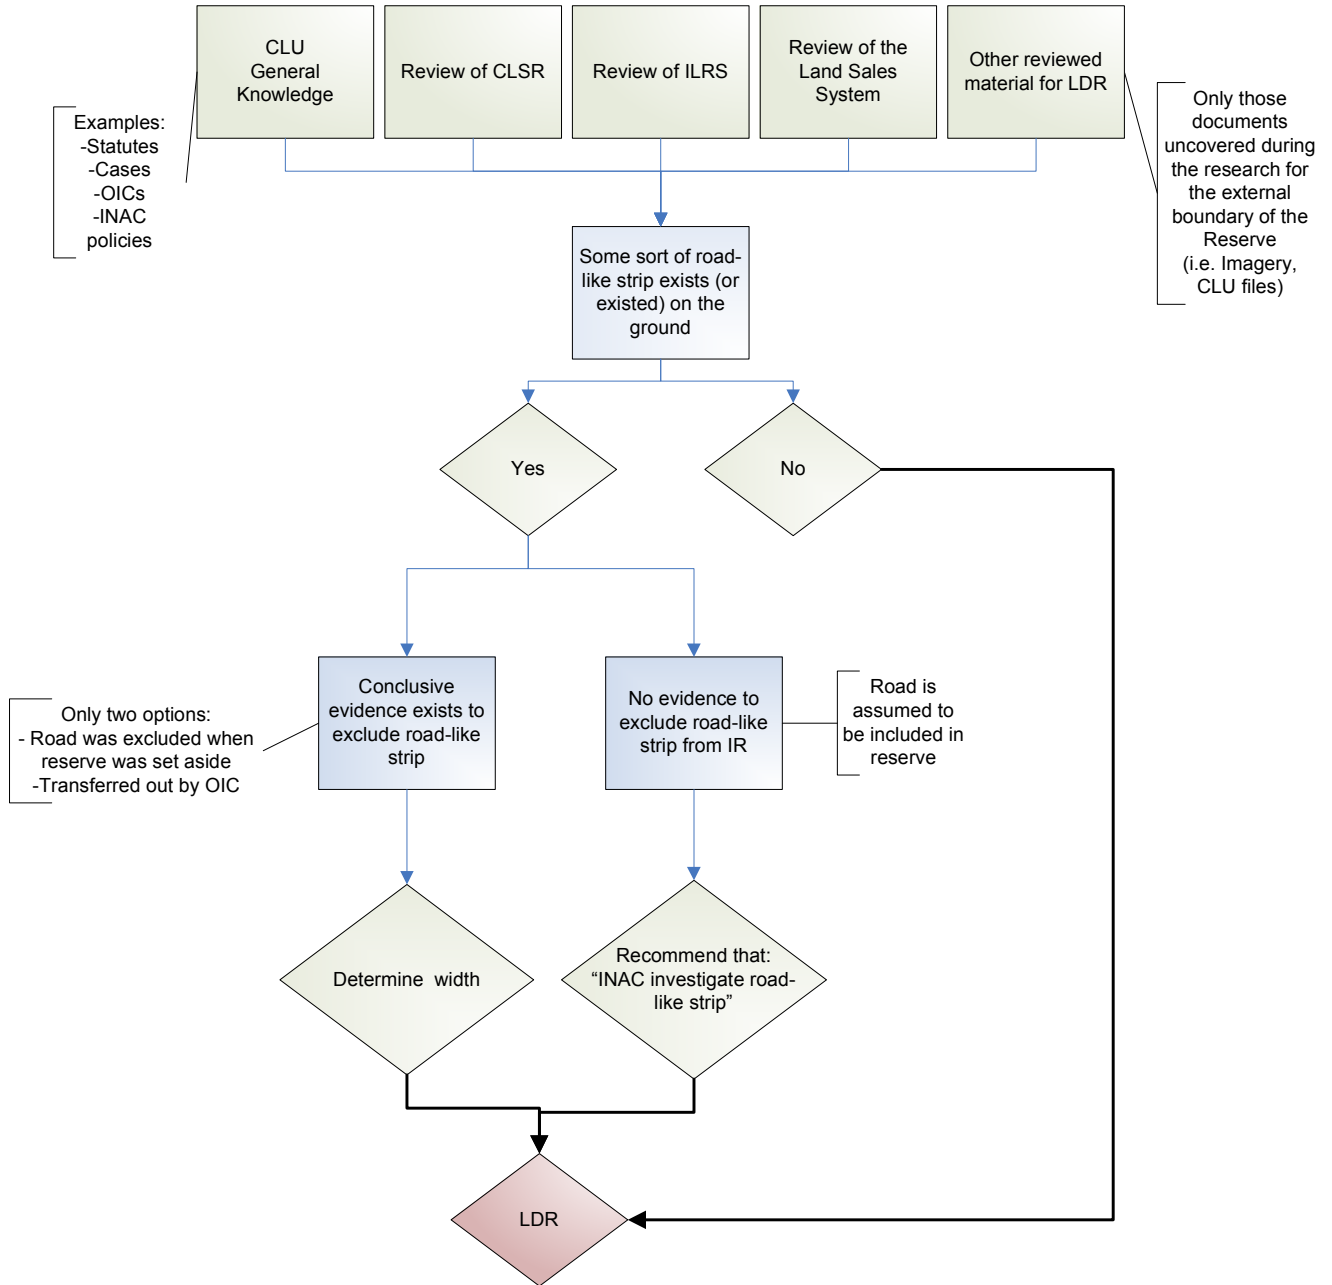 CLU
General
Knowledge
Review of CLSR
Review of ILRS
Review of the
Land Sales
System
Other reviewed
material for LDR
Examples:
-Statutes
-Cases
-OICs
-INAC
policies
Only those
documents
uncovered during
the research for
the external
boundary of the
Reserve
(i.e. Imagery,
CLU files)
Some sort of road-
like strip exists (or
existed) on the
ground
Yes
No
Only two options:
- Road was excluded when
reserve was set aside
-Transferred out by OIC
Conclusive
evidence exists to
exclude road-like
strip
No evidence to
exclude road-like
strip from IR
Road is
assumed to
be included in
reserve
Determine width
Recommend that:
“INAC investigate road-
like strip”
LDR